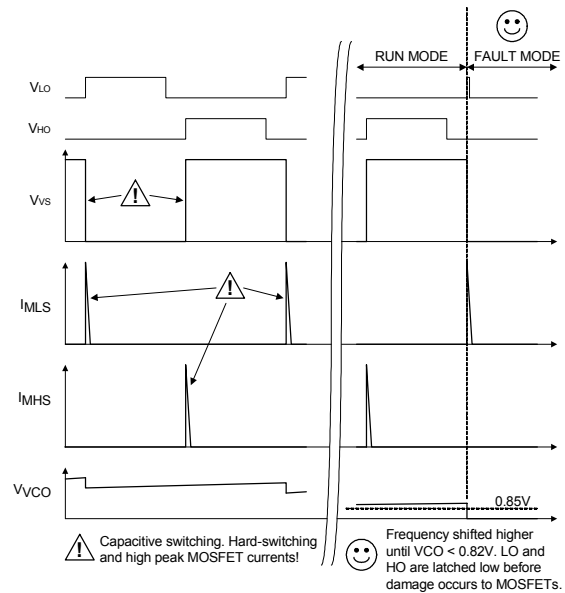 RUN MODE
FAULT MODE
VLO
VHO
VVS
!
IMLS
!
IMHS
VVCO
0.85V
! Capacitive switching. Hard-switching
and high peak MOSFET currents!
Frequency shifted higher
until VCO < 0.82V. LO and
HO are latched low before
damage occurs to MOSFETs.